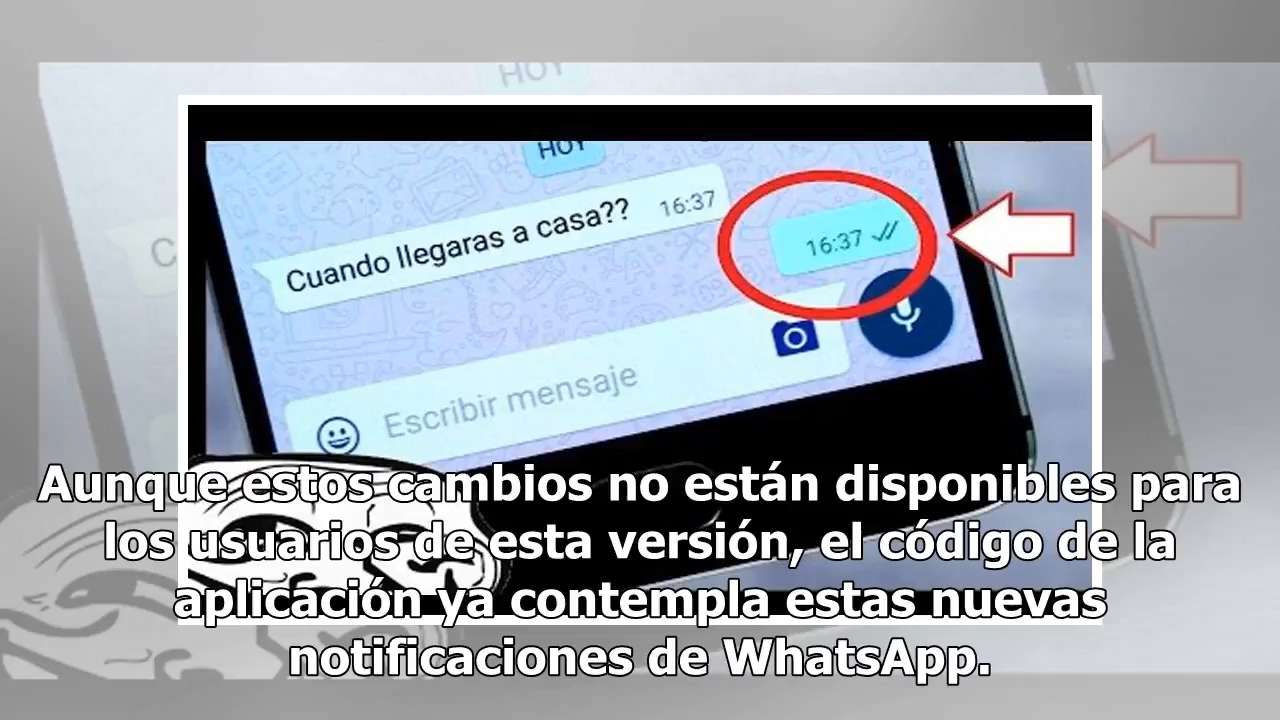 HOY
HOY
Cuando llegaras a casa?? 16:37
16:37
C
Escribir mensaje
Aunque estos cambios no están disponibles para
los usuarios de esta versión, el código de la
aplicación ya contempla estas nuevas
notificaciones de WhatsApp.